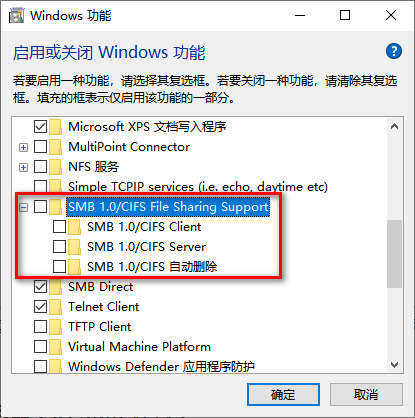 Windows 功能
启用或关闭 Windows 功能
若要启用一种功能，请选择其复选框。若要关闭一种功能，请清除其复选
框。填充的框表示仅启用该功能的一部分。
Microsoft XPS 文档写入程序
MultiPoint Connector
NFS 服务
Simple TCPIP services (i.e. echo, daytime etc)
SMB 1.0/CIFS File Sharing Support
SMB 1.0/CIFS Client
SMB 1.0/CIFS Server
SMB 1.0/CIFS 自动删除
SMB Direct
Telnet Client
TFTP Client
Virtual Machine Platform
Windows Defender 应用程序防护
确定
取消